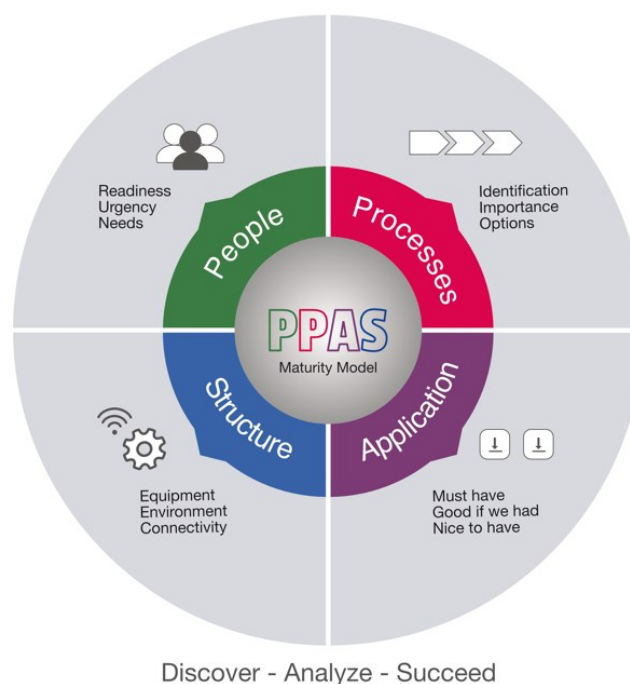 Readiness
Urgency
Needs
People
Identification
Importance
Options
Processes
PPAS
Maturity Model
Structure
Equipment
Environment
Connectivity
Application
Must have
Good if we had
Nice to have
Discover - Analyze - Succeed